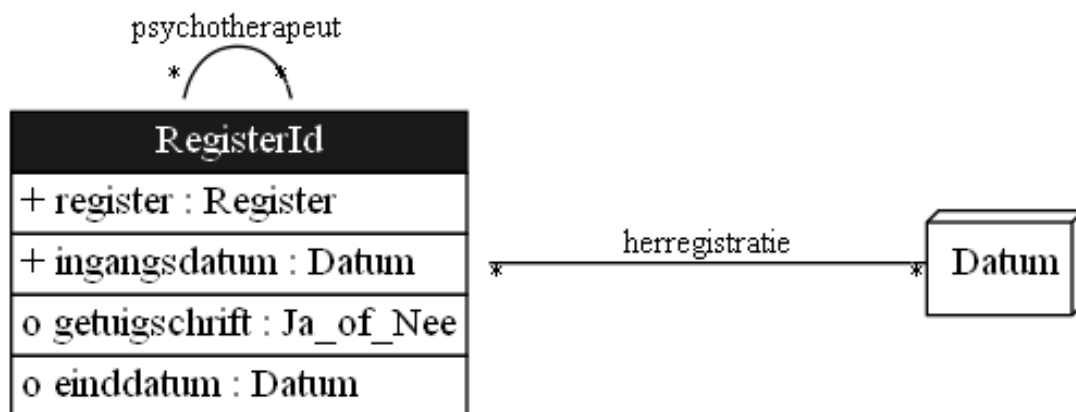 psychotherapeut
* *
RegisterId
+ register : Register
+ ingangsdatum : Datum
o getuigschrift : Ja_of_Nee
o einddatum : Datum
herregistratie
* *
Datum